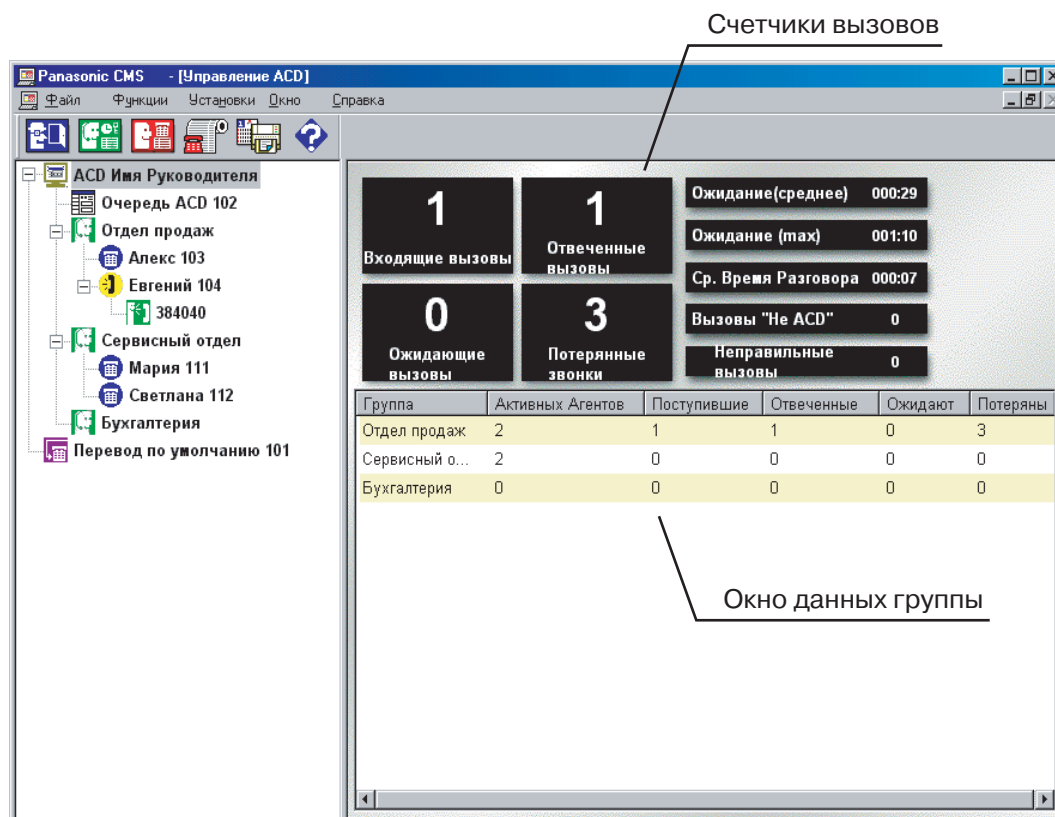 Счетчики вызовов
Panasonic CMS - [Управление ACD]
Файл Функции Установки Окно Справка
ACD Имя Руководителя
Очередь ACD 102
Отдел продаж
Алекс 103
Евгений 104
384040
Сервисный отдел
Мария 111
Светлана 112
Бухгалтерия
Перевод по умолчанию 101
1
Входящие вызовы
1
Отвеченные
вызовы
0
Ожидающие
вызовы
3
Потерянные
звонки
Ожидание(среднее) 000:29
Ожидание (max) 001:10
Ср. Время Разговора 000:07
Вызовы "Не ACD" 0
Неправильные
вызовы 0
Группа Активных Агентов Поступившие Отвеченные Ожидают Потеряны
Отдел продаж 2 1 1 0 3
Сервисный о... 2 0 0 0 0
Бухгалтерия 0 0 0 0 0
Окно данных группы